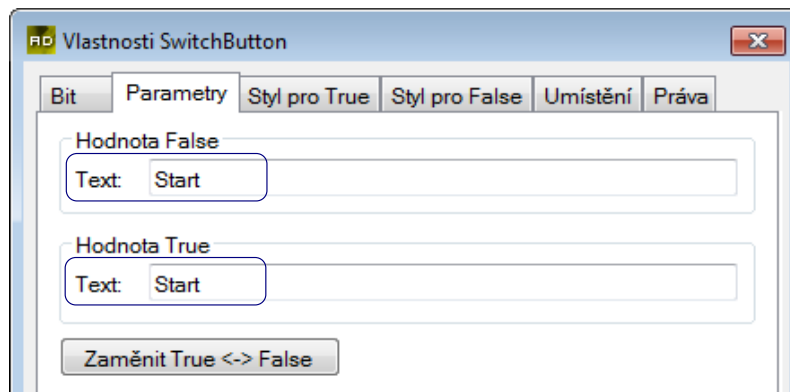 RD Vlastnosti SwitchButton
Bit Parametry Styl pro True Styl pro False Umístění Práva
Hodnota False
Text: Start
Hodnota True
Text: Start
Zaměnit True <-> False